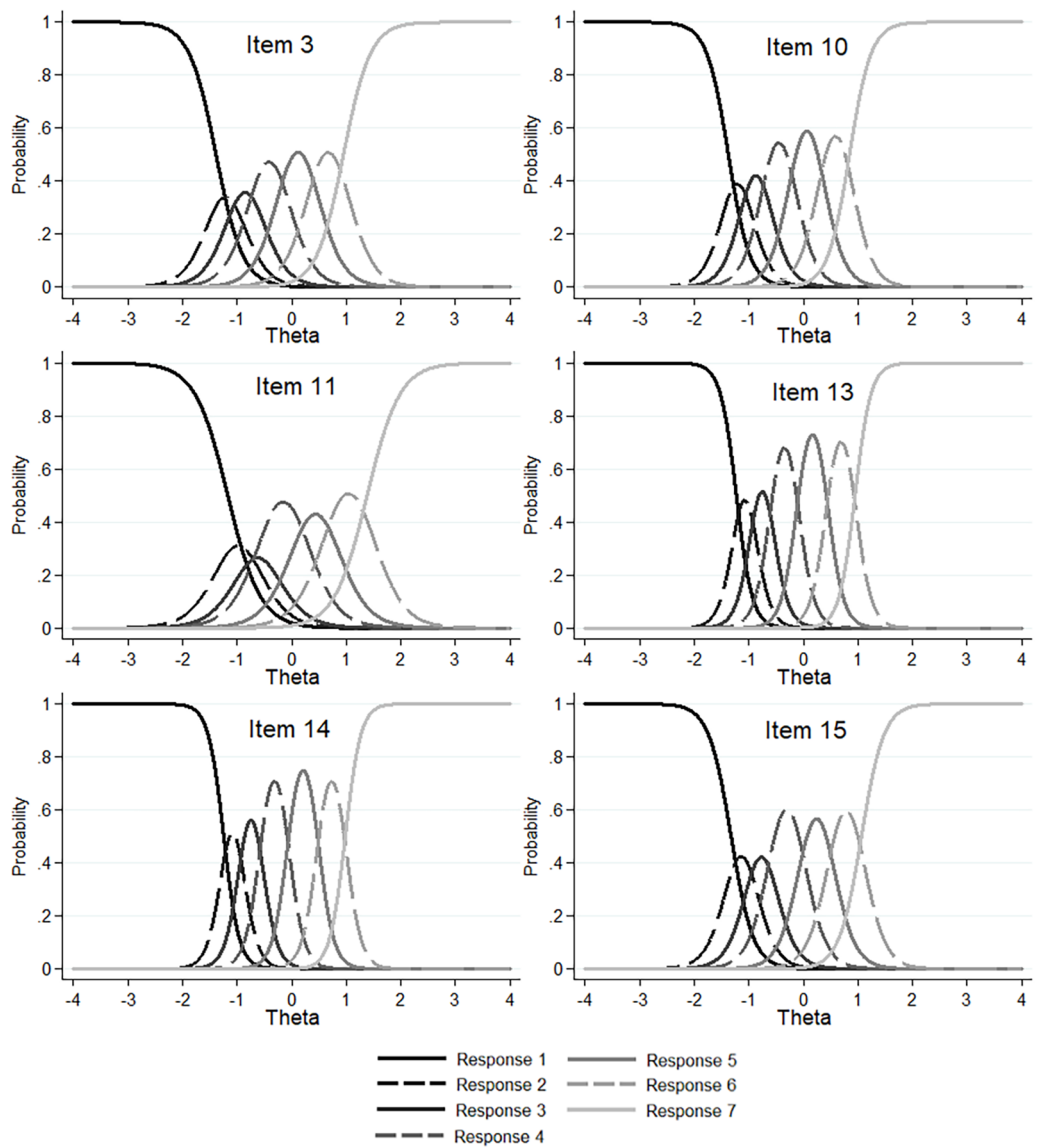 Item 3
Probability
1
.8
.6
.4
.2
0
-4 -3 -2 -1 0 1 2 3 4
Theta
Item 10
Probability
1
.8
.6
.4
.2
0
-4 -3 -2 -1 0 1 2 3 4
Theta
Item 11
Probability
1
.8
.6
.4
.2
0
-4 -3 -2 -1 0 1 2 3 4
Theta
Item 13
Probability
1
.8
.6
.4
.2
0
-4 -3 -2 -1 0 1 2 3 4
Theta
Item 14
Probability
1
.8
.6
.4
.2
0
-4 -3 -2 -1 0 1 2 3 4
Theta
Item 15
Probability
1
.8
.6
.4
.2
0
-4 -3 -2 -1 0 1 2 3 4
Theta
Response 1
Response 2
Response 3
Response 4
Response 5
Response 6
Response 7